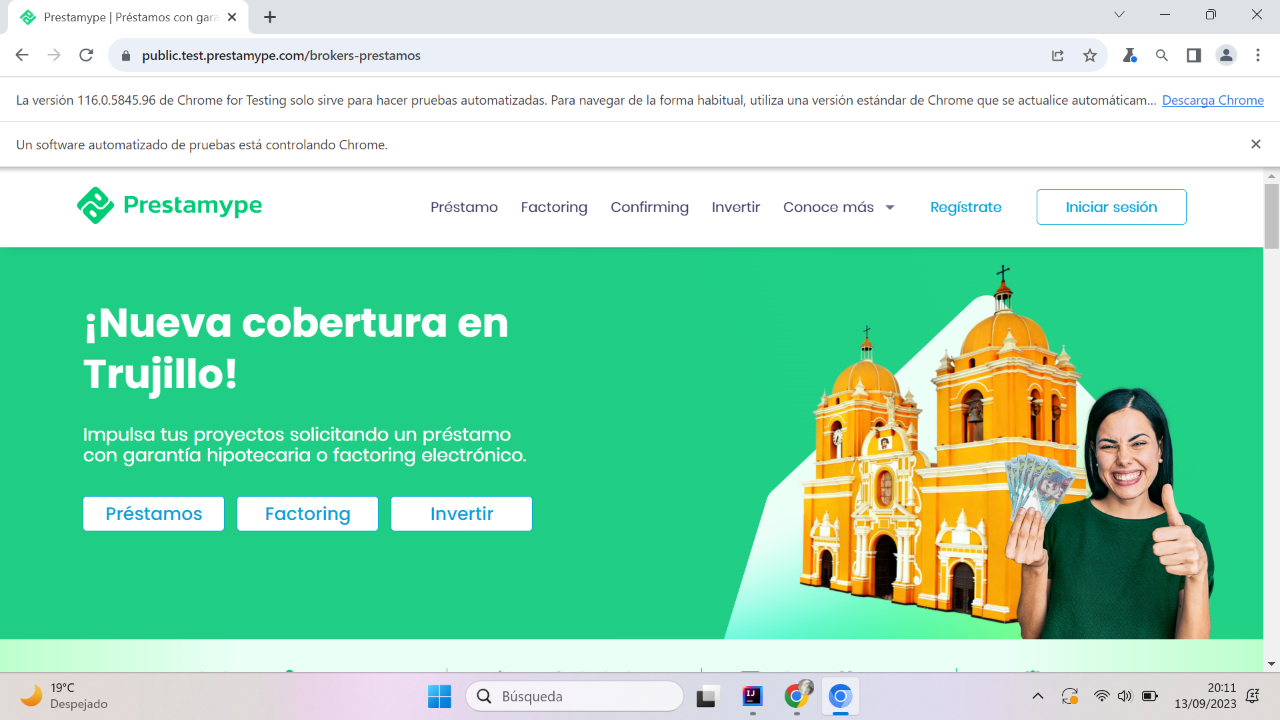 Prestamype | Préstamos con gara
public.test.prestamype.com/brokers-prestamos
La versión 116.0.5845.96 de Chrome for Testing solo sirve para hacer pruebas automatizadas. Para navegar de la forma habitual, utiliza una versión estándar de Chrome que se actualice automáticam... Descarga Chrome
Un software automatizado de pruebas está controlando Chrome.
Prestamype Préstamo Factoring Confirming Invertir Conoce más Regístrate Iniciar sesión
¡Nueva cobertura en
Trujillo!
Impulsa tus proyectos solicitando un préstamo
con garantía hipotecaria o factoring electrónico.
Préstamos Factoring Invertir
19°C
Despejado
Búsqueda
20:11
13/09/2023